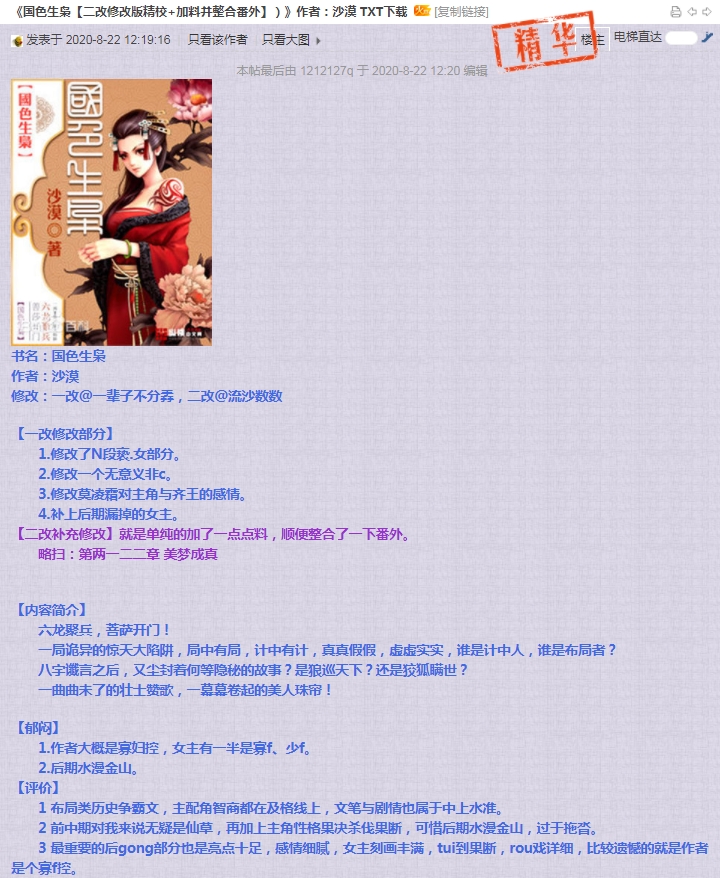 《国色生枭【二改修改版精校+加料并整合番外】）》作者：沙漠 TXT下载 [复制链接]
发表于 2020-8-22 12:19:16 只看该作者 只看大图
精华
楼主 电梯直达
本帖最后由 1212127q 于 2020-8-22 12:20 编辑
【國色生梟】
國色生梟
沙漠◎著
书名：国色生枭
作者：沙漠
修改：一改@一辈子不分孬，二改@流沙数数
【一改修改部分】
1.修改了N段亵.女部分。
2.修改一个无意义非c。
3.修改莫凌霜对主角与齐王的感情。
4.补上后期漏掉的女主。
【二改补充修改】就是单纯的加了一点点料，顺便整合了一下番外。
略扫：第两一二二章 美梦成真
【内容简介】
六龙聚兵，菩萨开门！
一局诡异的惊天大陷阱，局中有局，计中有计，真真假假，虚虚实实，谁是计中人，谁是布局者？
八字谶言之后，又尘封着何等隐秘的故事？是狼巡天下？还是狡狐瞒世？
一曲曲未了的壮士赞歌，一幕幕卷起的美人珠帘！
【郁闷】
1.作者大概是寡妇控，女主有一半是寡f、少f。
2.后期水漫金山。
【评价】
1 布局类历史争霸文，主配角智商都在及格线上，文笔与剧情也属于中上水准。
2 前中期对我来说无疑是仙草，再加上主角性格果决杀伐果断，可惜后期水漫金山，过于拖沓。
3 最重要的后gong部分也是亮点十足，感情细腻，女主刻画丰满，tui到果断，rou戏详细，比较遗憾的就是作者
是个寡f控。